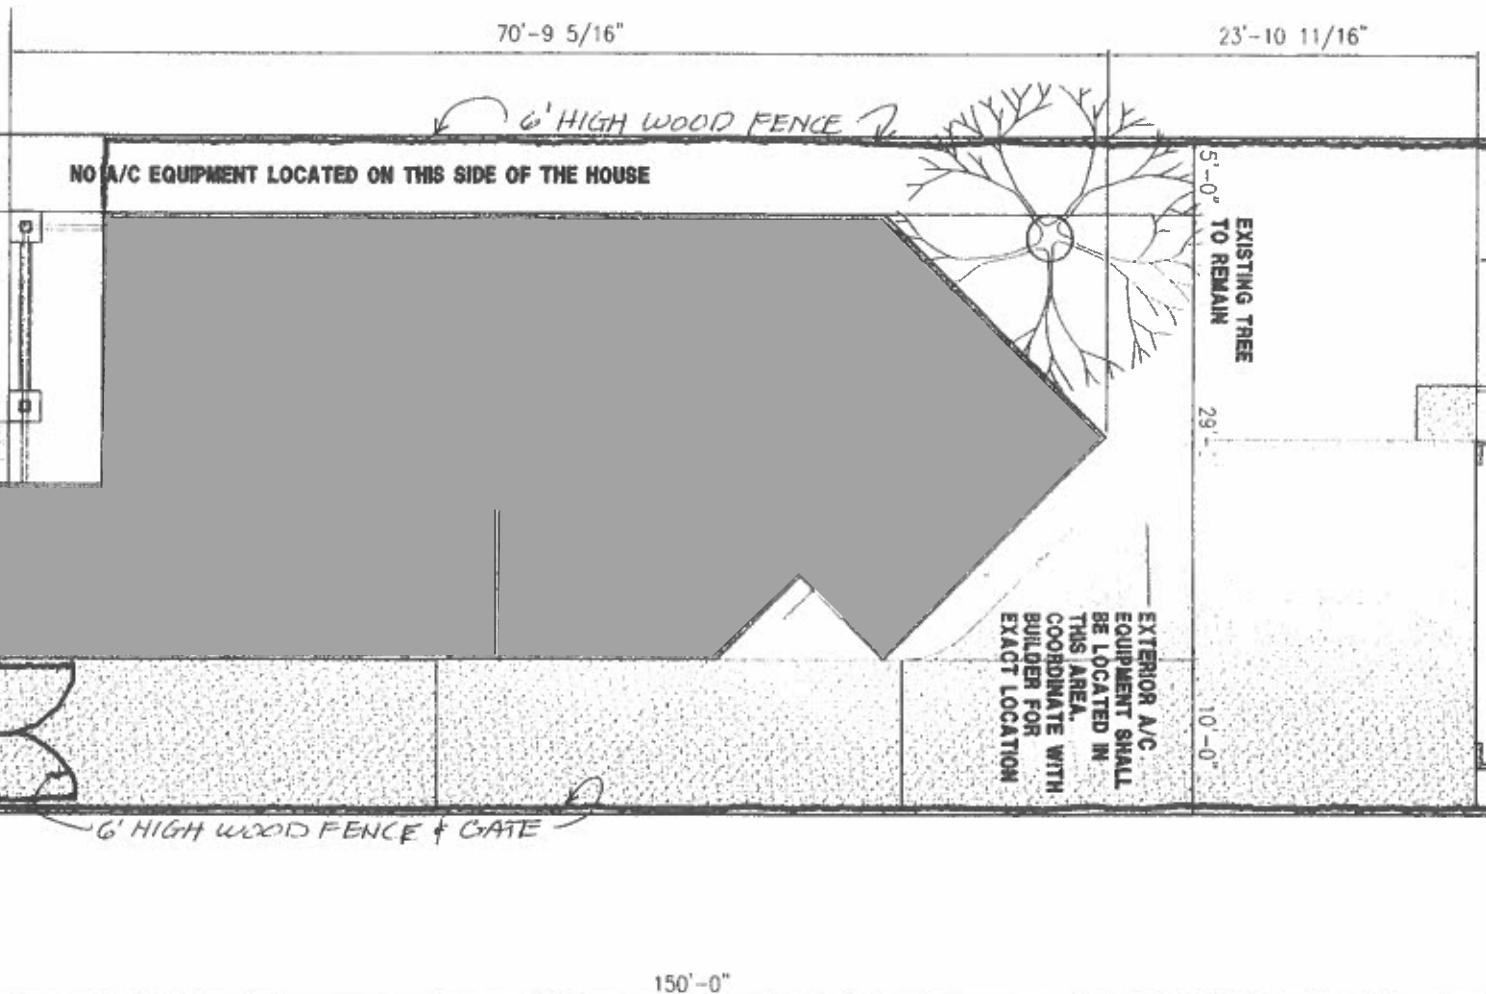 70'-9 5/16"
23'-10 11/16"
6' HIGH WOOD FENCE
NO A/C EQUIPMENT LOCATED ON THIS SIDE OF THE HOUSE
5'-0"
EXISTING TREE
TO REMAIN
29'-
EXTERIOR A/C
EQUIPMENT SHALL
BE LOCATED IN
THIS AREA.
COORDINATE WITH
BUILDER FOR
EXACT LOCATION
10'-0"
6' HIGH WOOD FENCE & GATE
150'-0"